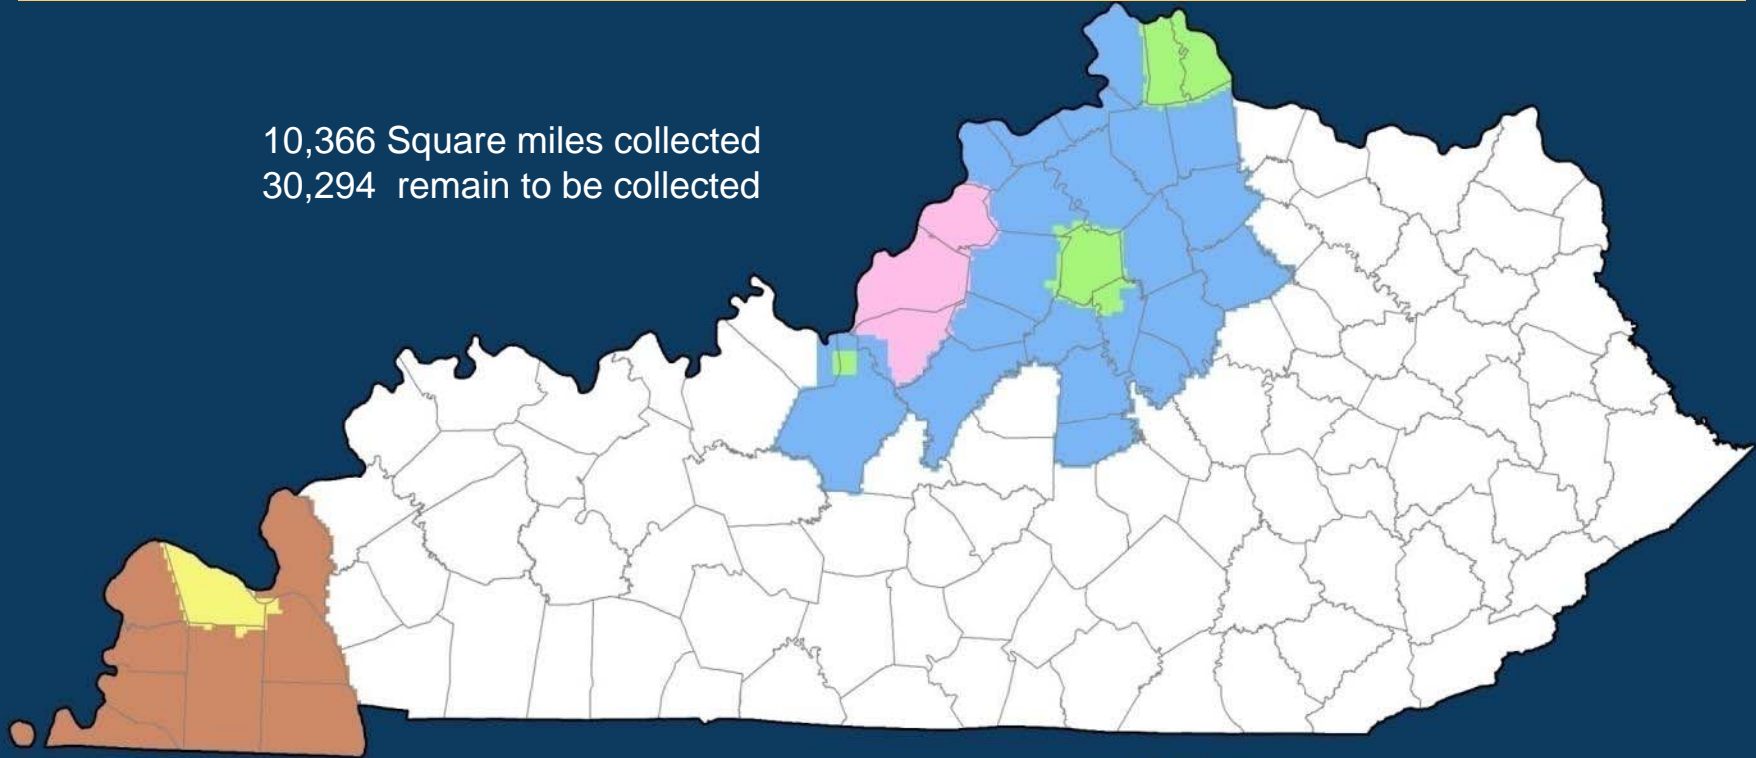 10,366 Square miles collected
30,294 remain to be collected